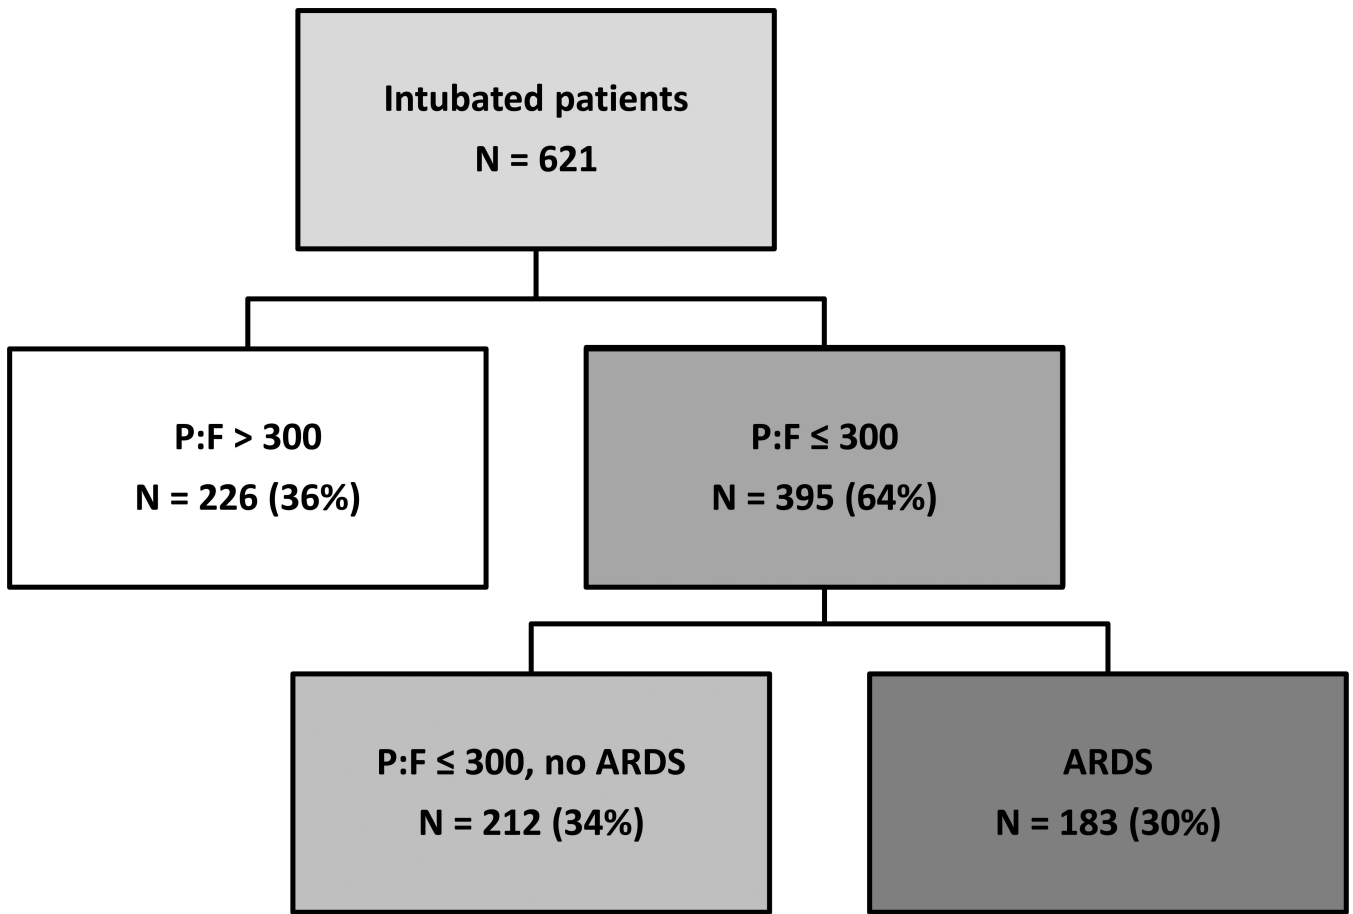 Intubated patients
N = 621
P:F > 300
N = 226 (36%)
P:F ≤ 300
N = 395 (64%)
P:F ≤ 300, no ARDS
N = 212 (34%)
ARDS
N = 183 (30%)